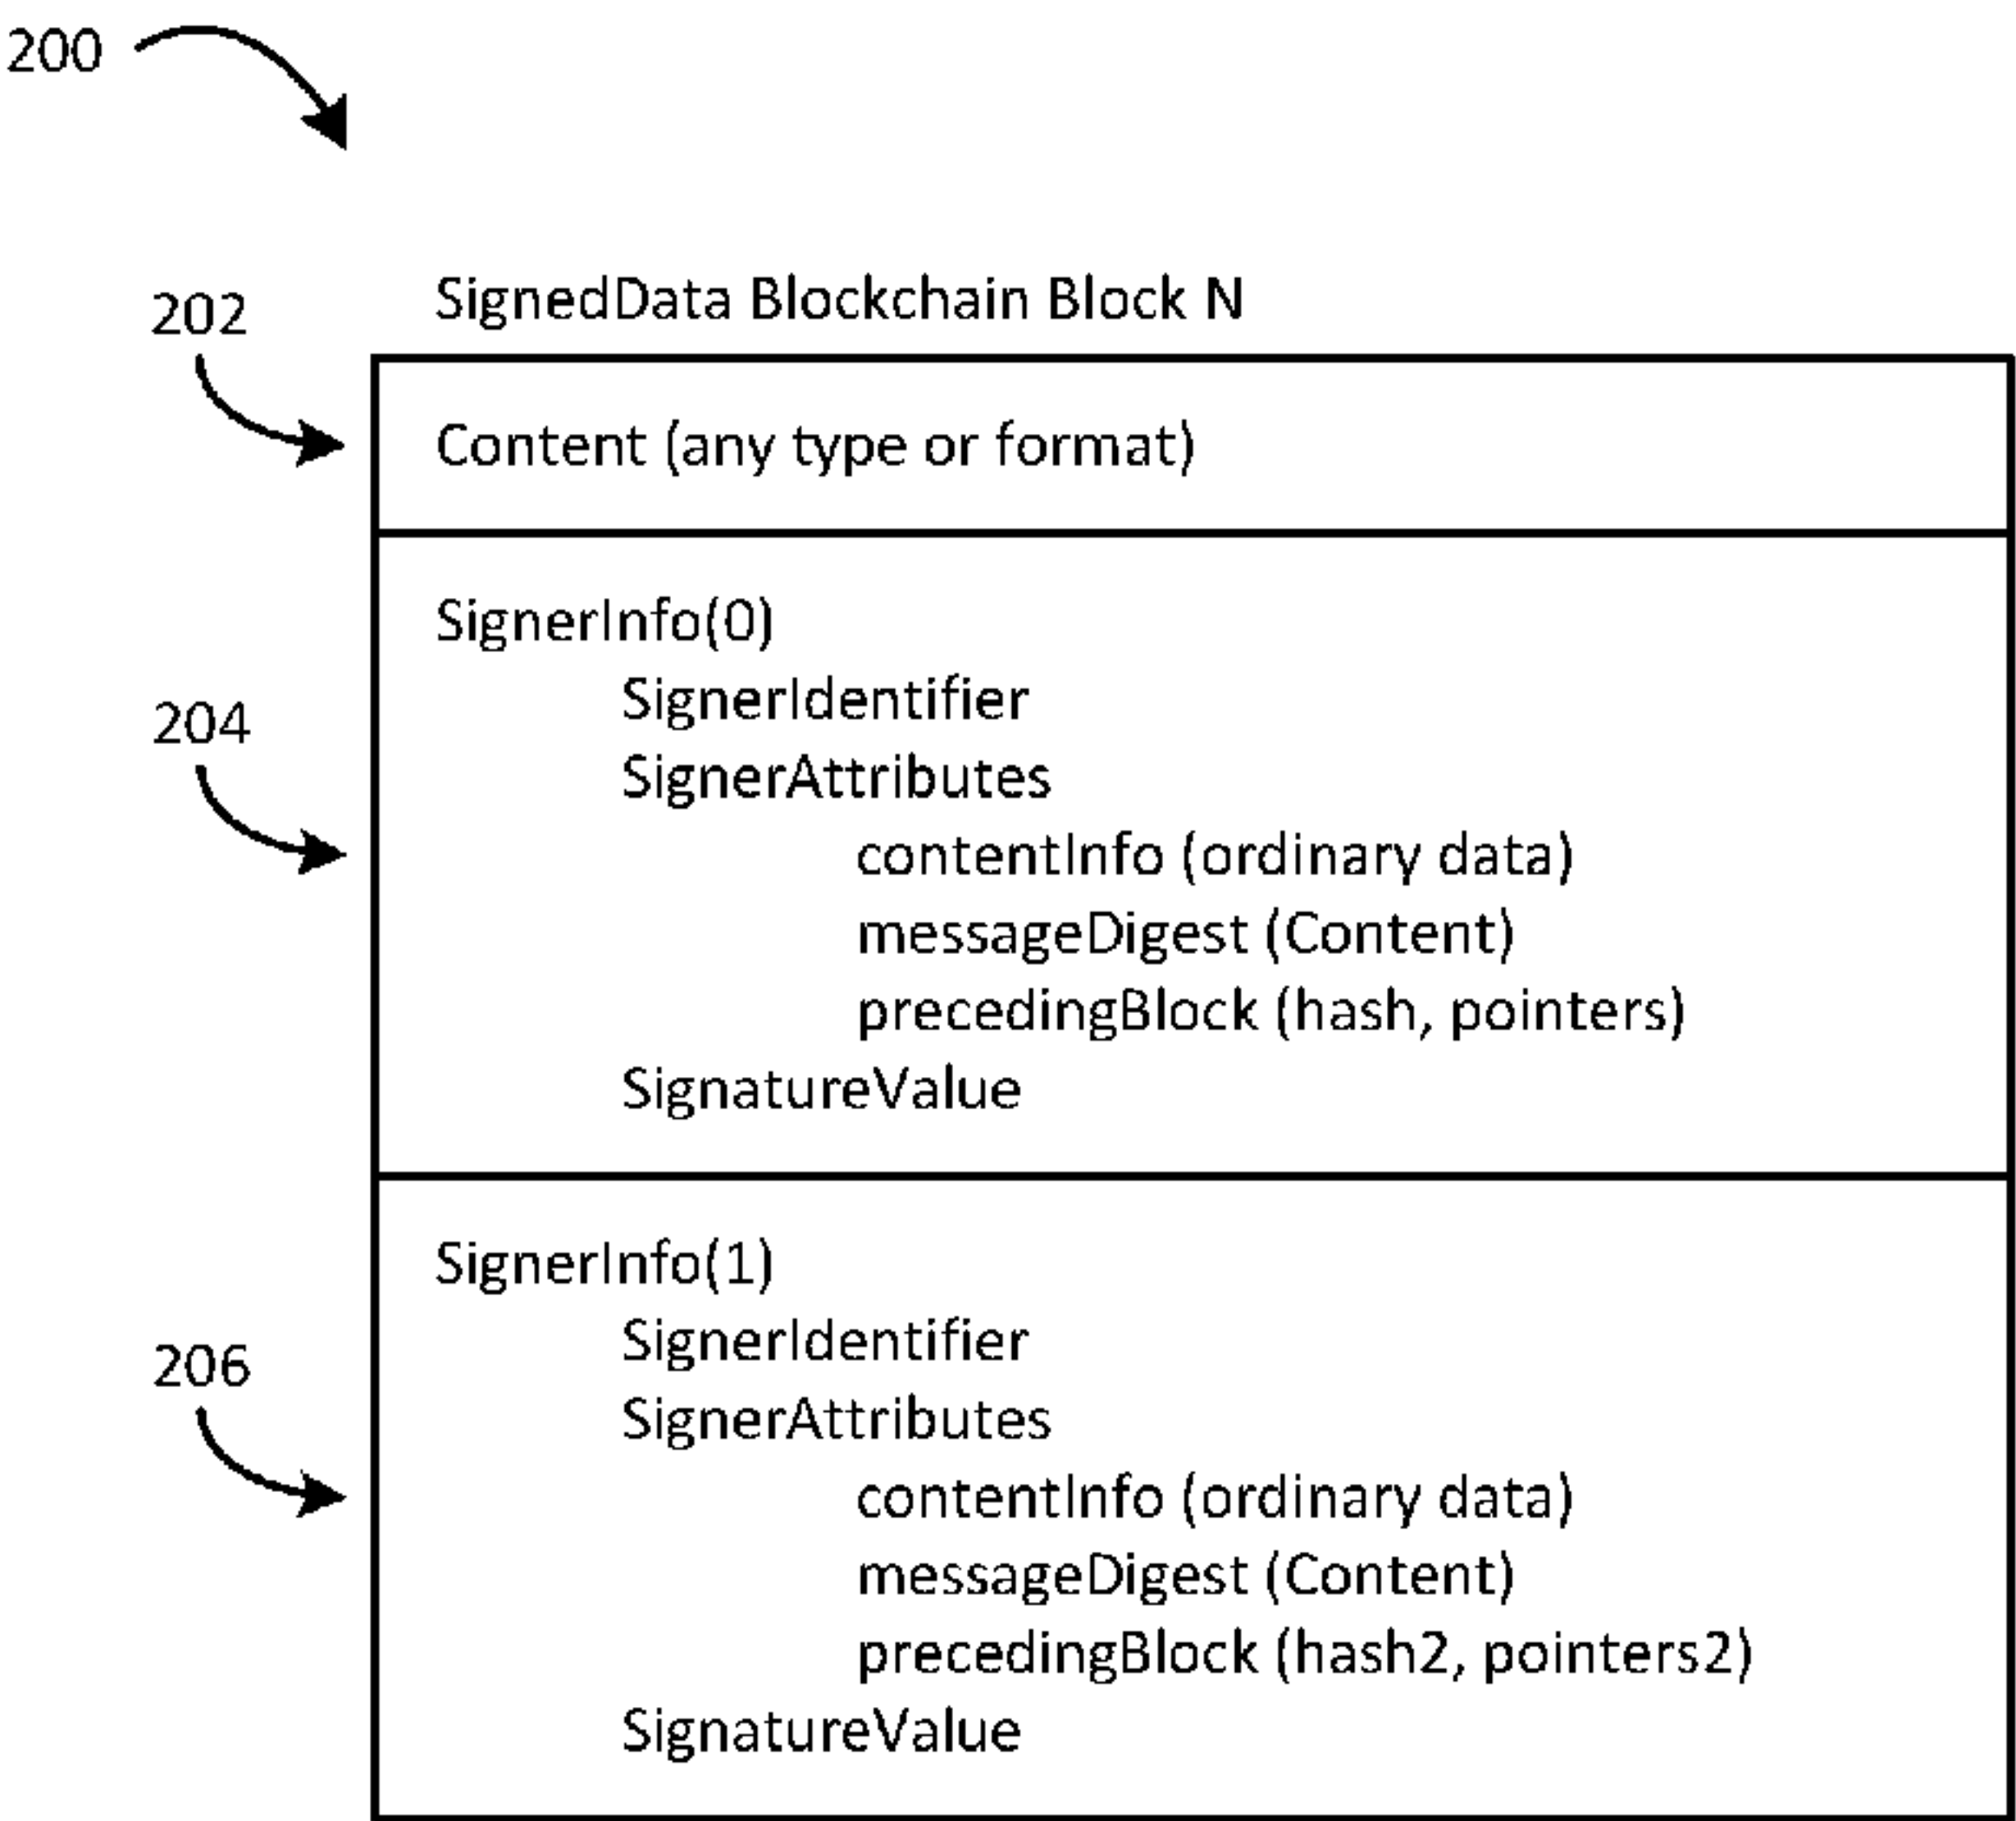 200
202
SignedData Blockchain Block N
Content (any type or format)
SignerInfo(0)
SignerIdentifier
204
SignerAttributes
contentInfo (ordinary data)
messageDigest (Content)
precedingBlock (hash, pointers)
SignatureValue
SignerInfo(1)
SignerIdentifier
206
SignerAttributes
contentInfo (ordinary data)
messageDigest (Content)
precedingBlock (hash2, pointers2)
SignatureValue